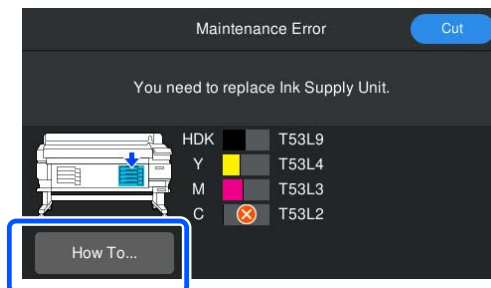 Maintenance Error
Cut
You need to replace Ink Supply Unit.
HDK T53L9
Y T53L4
M T53L3
C T53L2
How To...